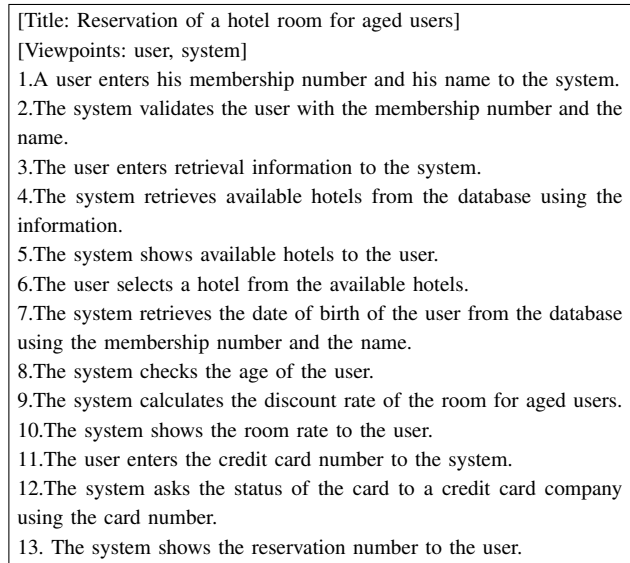 [Title: Reservation of a hotel room for aged users]
[Viewpoints: user, system]
1.A user enters his membership number and his name to the system.
2.The system validates the user with the membership number and the
name.
3.The user enters retrieval information to the system.
4.The system retrieves available hotels from the database using the
information.
5.The system shows available hotels to the user.
6.The user selects a hotel from the available hotels.
7.The system retrieves the date of birth of the user from the database
using the membership number and the name.
8.The system checks the age of the user.
9.The system calculates the discount rate of the room for aged users.
10.The system shows the room rate to the user.
11.The user enters the credit card number to the system.
12.The system asks the status of the card to a credit card company
using the card number.
13. The system shows the reservation number to the user.